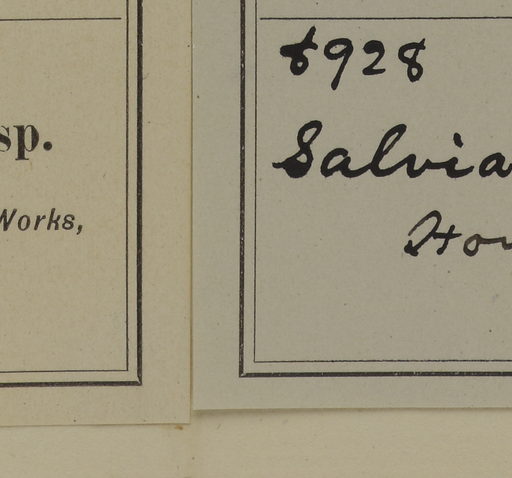 sp.
Works,
8928
Salvia